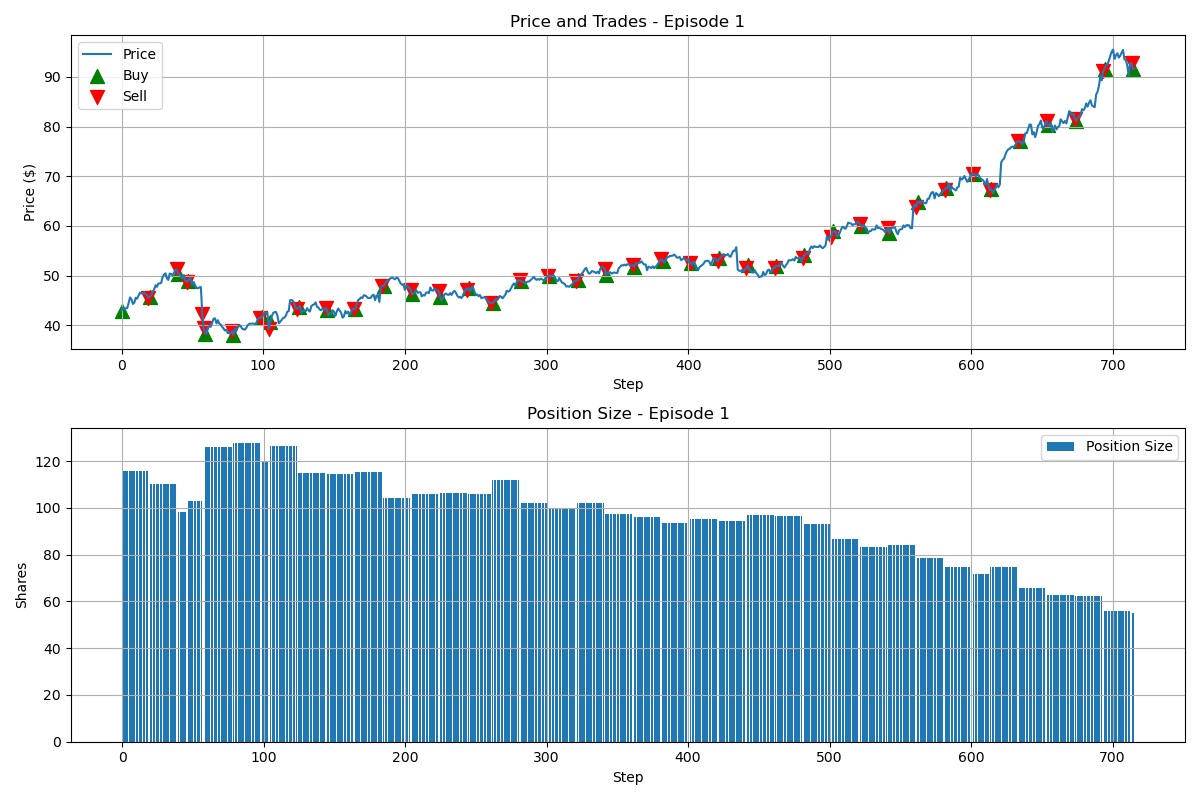 Price and Trades - Episode 1
Price
Buy
Sell
Price ($)
90
80
70
60
50
40
0 100 200 300 400 500 600 700
Step
Position Size - Episode 1
Position Size
Shares
120
100
80
60
40
20
0
0 100 200 300 400 500 600 700
Step